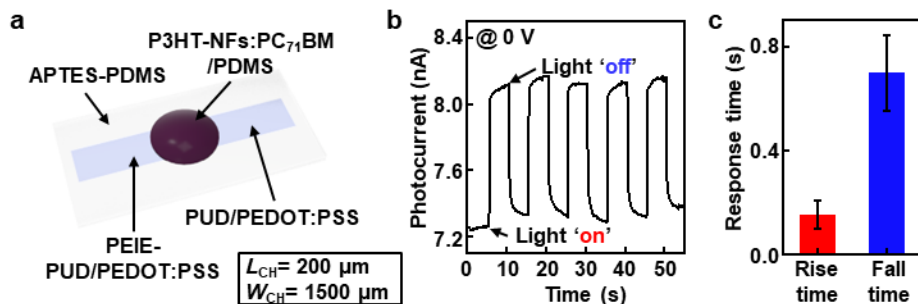 a
P3HT-NFs:PC₇₁BM
/PDMS
APTES-PDMS
PUD/PEDOT:PSS
PEIE-
PUD/PEDOT:PSS
L_CH= 200 µm
W_CH= 1500 µm
b
@ 0 V
Light 'off'
Light 'on'
Photocurrent (nA)
8.4
8.0
7.6
7.2
0 10 20 30 40 50
Time (s)
c
Response time (s)
0.8
0.4
0.0
Rise Fall
time time